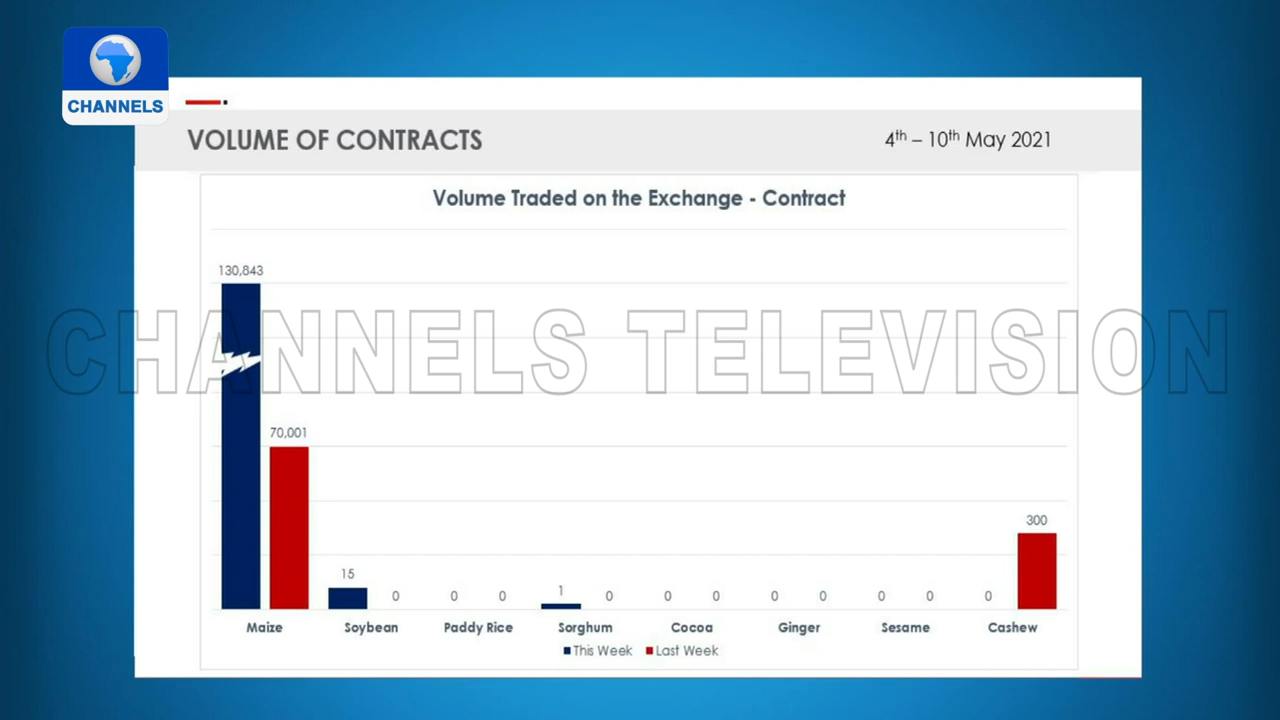 CHANNELS
VOLUME OF CONTRACTS
4th – 10th May 2021
Volume Traded on the Exchange - Contract
130,843
70,001
15
0
0
0
1
0
0
0
0
0
0
0
0
300
CHANNELS TELEVISION
Maize
Soybean
Paddy Rice
Sorghum
Cocoa
Ginger
Sesame
Cashew
This Week
Last Week